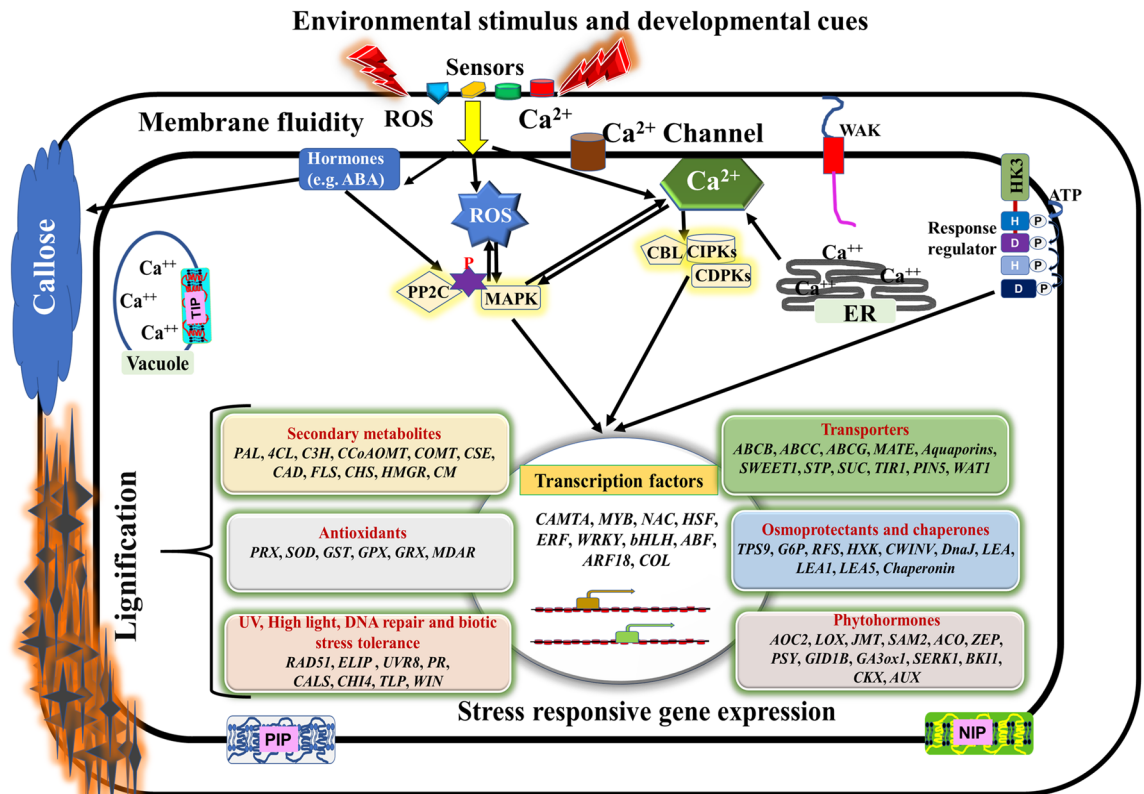 Environmental stimulus and developmental cues
Sensors
Membrane fluidity
ROS
Ca²⁺
Ca²⁺ Channel
WAK
Hormones
(e.g. ABA)
ROS
Ca²⁺
HK3
ATP
Response
regulator
H
P
D
P
H
P
D
P
Callose
P
PP2C
MAPK
CBL
CIPKs
CDPKs
Ca⁺⁺
Ca⁺⁺
Ca⁺⁺
ER
Ca⁺⁺
Ca⁺⁺
Ca⁺⁺
TIP
Vacuole
Lignification
Secondary metabolites
PAL, 4CL, C3H, CCoAOMT, COMT, CSE,
CAD, FLS, CHS, HMGR, CM
Antioxidants
PRX, SOD, GST, GPX, GRX, MDAR
UV, High light, DNA repair and biotic
stress tolerance
RAD51, ELIP , UVR8, PR,
CALS, CHI4, TLP, WIN
Transcription factors
CAMTA, MYB, NAC, HSF,
ERF, WRKY, bHLH, ABF,
ARF18, COL
Transporters
ABCB, ABCC, ABCG, MATE, Aquaporins,
SWEET1, STP, SUC, TIR1, PIN5, WAT1
Osmoprotectants and chaperones
TPS9, G6P, RFS, HXK, CWINV, DnaJ, LEA,
LEA1, LEA5, Chaperonin
Phytohormones
AOC2, LOX, JMT, SAM2, ACO, ZEP,
PSY, GID1B, GA3ox1, SERK1, BKI1,
CKX, AUX
Stress responsive gene expression
PIP
NIP